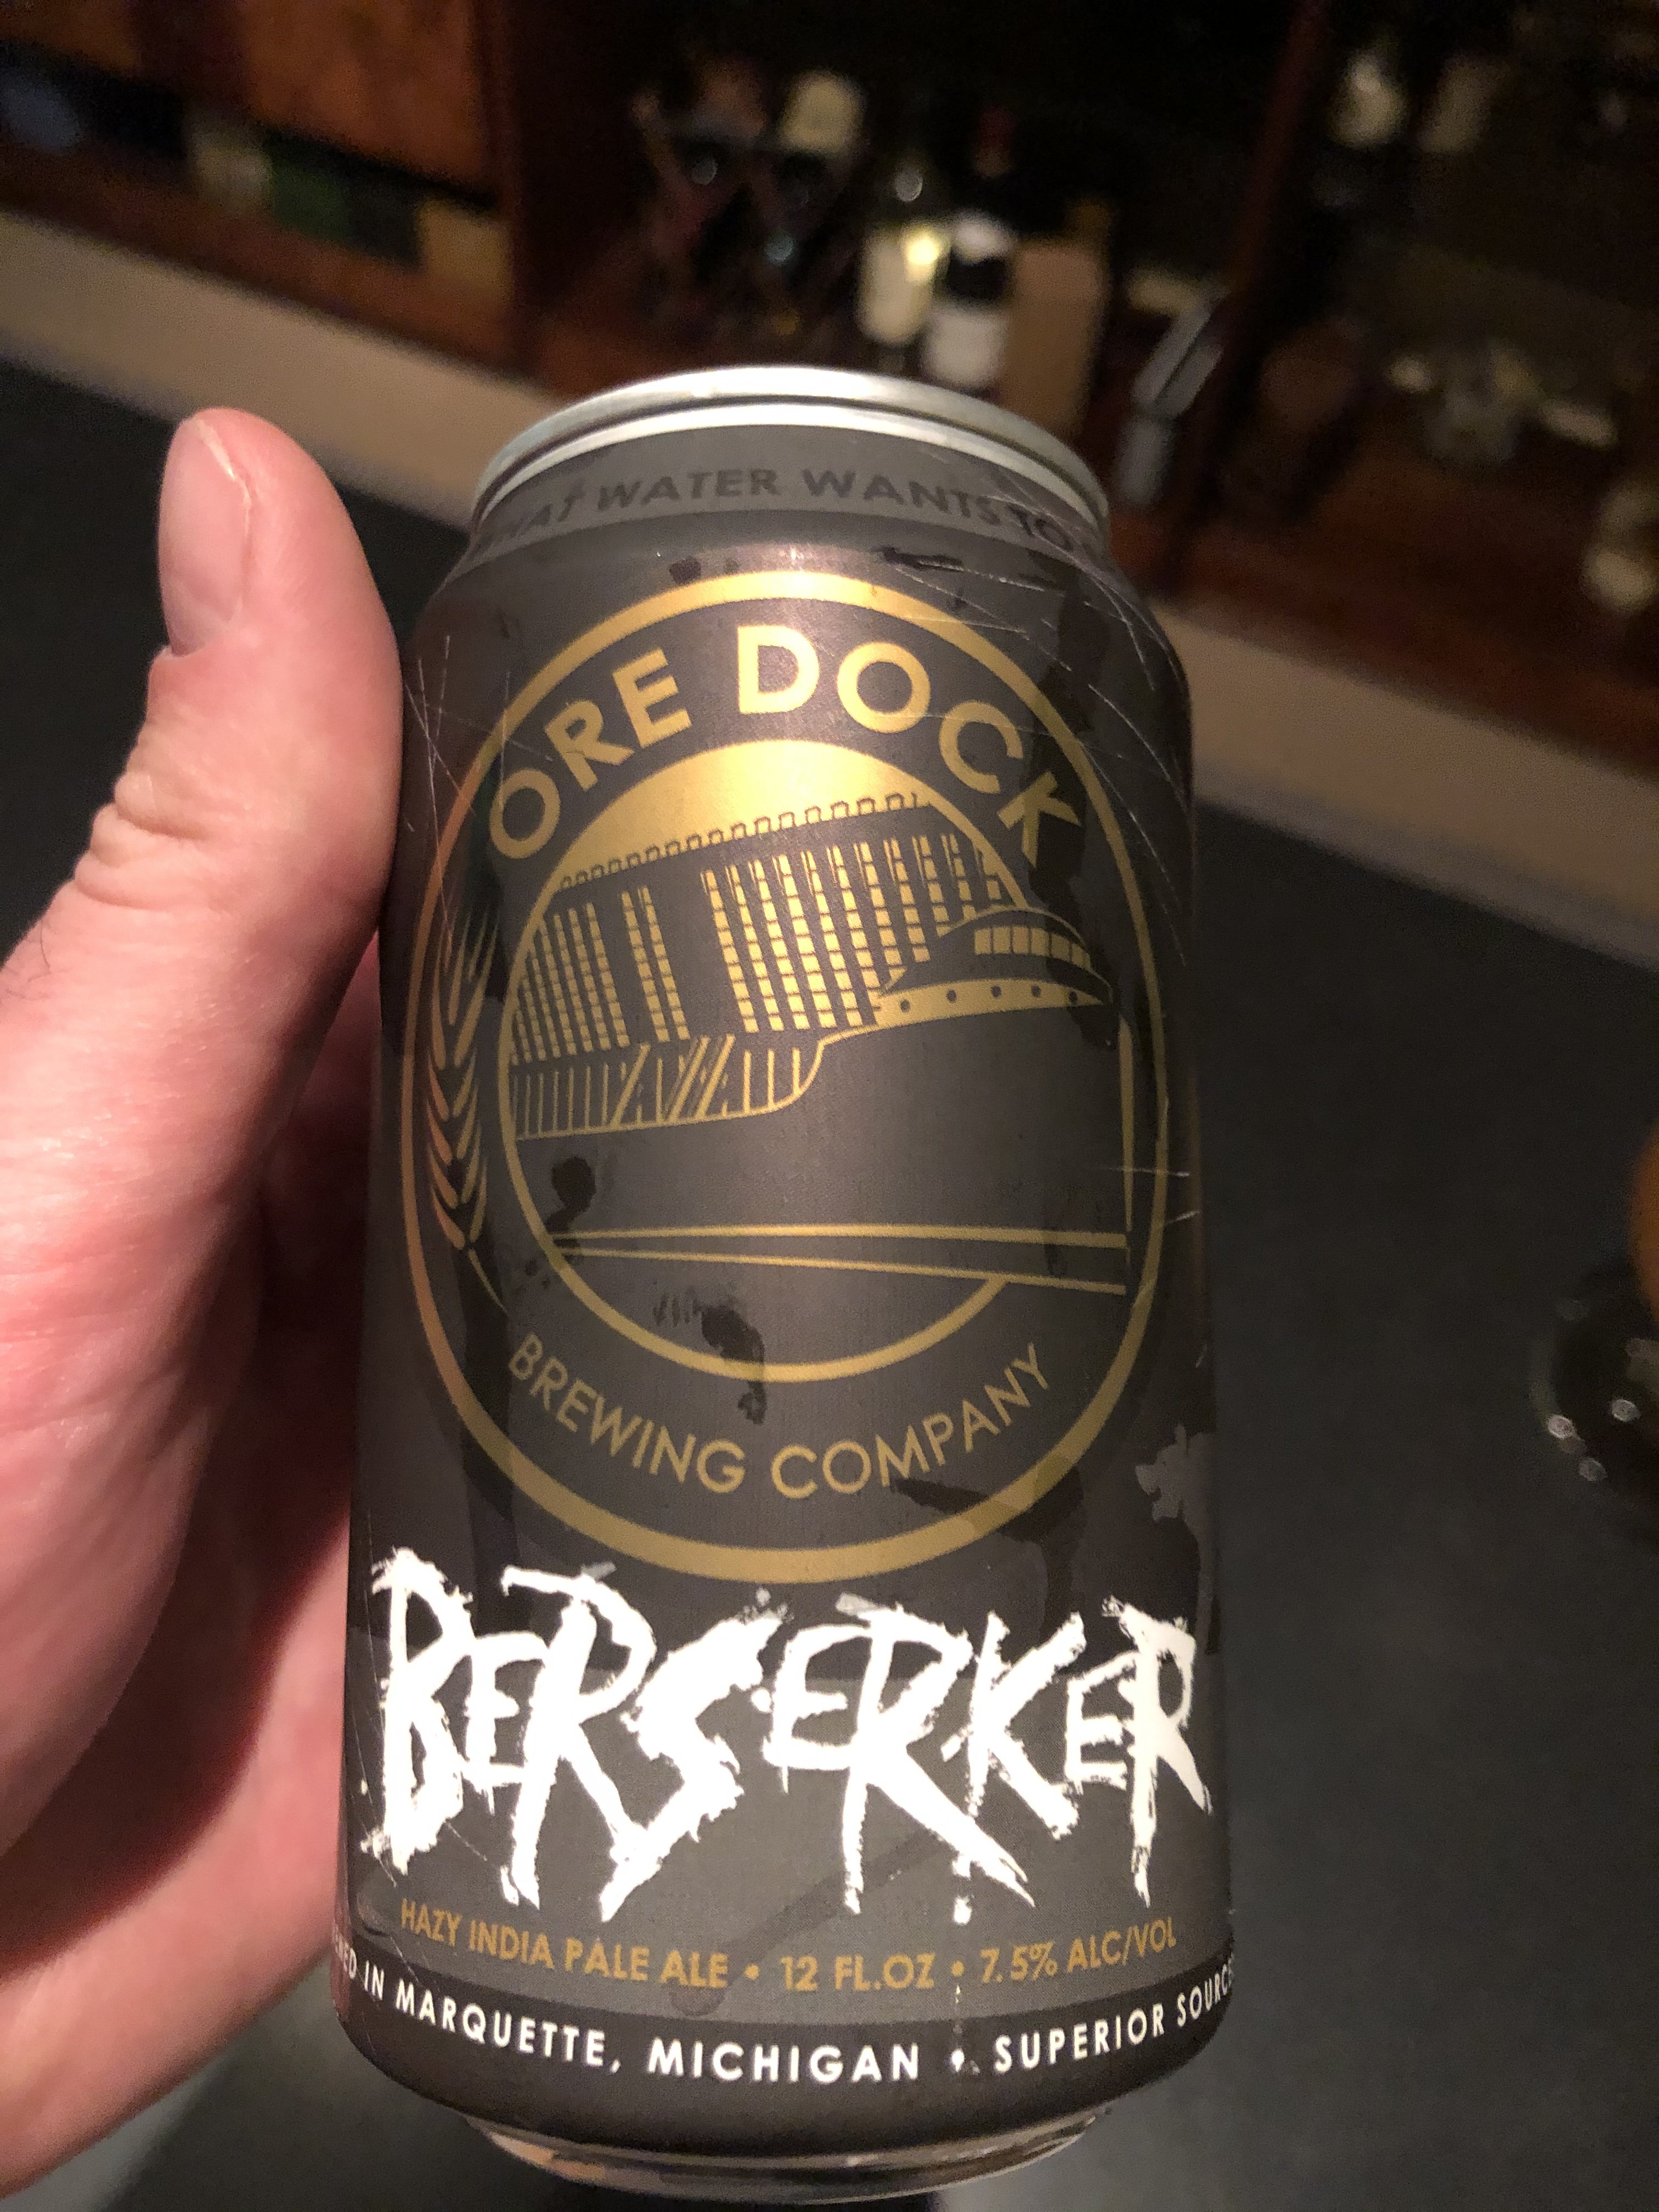 WATER WANTS TO
ORE DOCK
BREWING COMPANY
BERSERKER
HAZY INDIA PALE ALE • 12 FL.OZ • 7.5% ALC/VOL
IN MARQUETTE, MICHIGAN • SUPERIOR